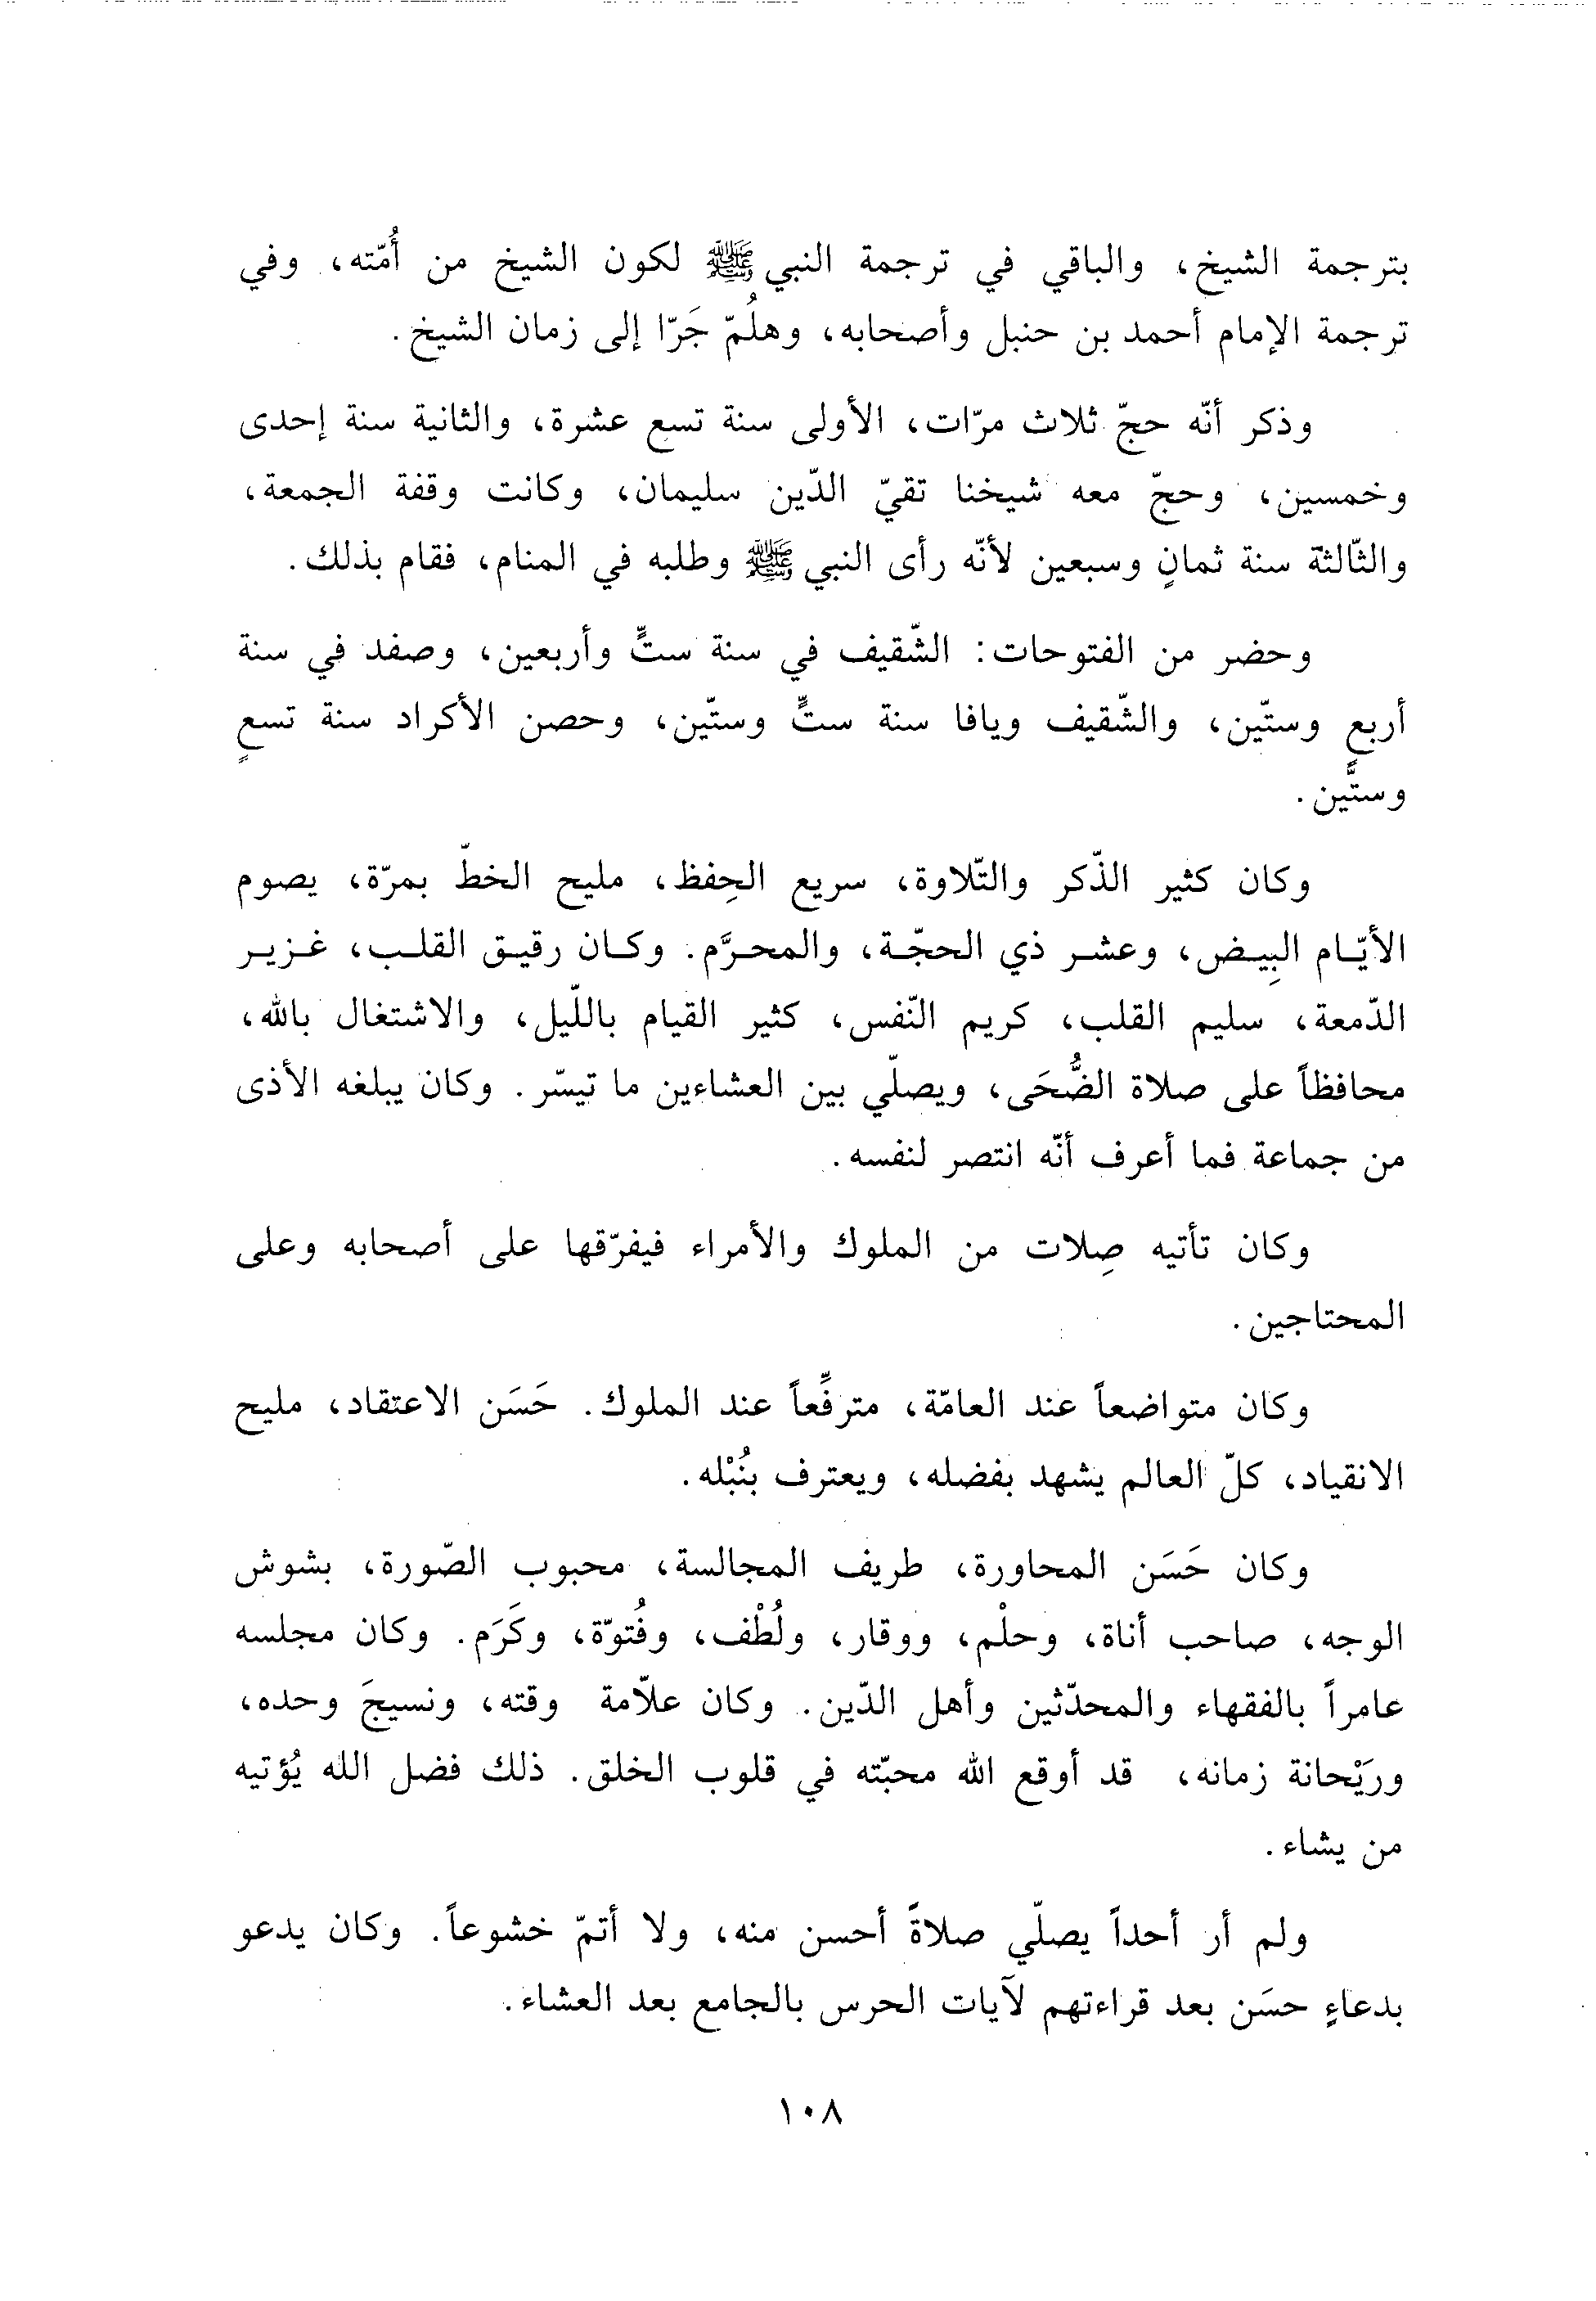 بترجمة الشيخ، والباقي في ترجمة النبي ﷺ لكون الشيخ من أُمّته، وفي
ترجمة الإمام أحمد بن حنبل وأصحابه، وهلُمّ جَرّا إلى زمان الشيخ.
وذكر أنّه حجّ ثلاث مرّات، الأولى سنة تسع عشرة، والثانية سنة إحدى
وخمسين، وحجّ معه شيخنا تقيّ الدّين سليمان، وكانت وقفة الجمعة،
والثّالثة سنة ثمانٍ وسبعين لأنّه رأى النبي ﷺ وطلبه في المنام، فقام بذلك.
وحضر من الفتوحات: الشّقيف في سنة ستٍّ وأربعين، وصفد في سنة
أربعٍ وستّين، والشّقيف ويافا سنة ستٍّ وستّين، وحصن الأكراد سنة تسعٍ
وستَّين.
وكان كثير الذّكر والتّلاوة، سريع الحِفظ، مليح الخطّ بمرّة، يصوم
الأيّام البِيض، وعشر ذي الحجّة، والمحرَّم. وكان رقيق القلب، غزير
الدّمعة، سليم القلب، كريم النّفس، كثير القيام باللّيل، والاشتغال بالله،
محافظاً على صلاة الضُّحَى، ويصلّي بين العشاءين ما تيسّر. وكان يبلغه الأذى
من جماعة فما أعرف أنّه انتصر لنفسه.
وكان تأتيه صِلات من الملوك والأمراء فيفرّقها على أصحابه وعلى
المحتاجين.
وكان متواضعاً عند العامّة، مترفِّعاً عند الملوك. حَسَن الاعتقاد، مليح
الانقياد، كلّ العالم يشهد بفضله، ويعترف بنُبْله.
وكان حَسَن المحاورة، طريف المجالسة، محبوب الصّورة، بشوش
الوجه، صاحب أناة، وحلْم، ووقار، ولُطْف، وفُتوّة، وكَرَم. وكان مجلسه
عامراً بالفقهاء والمحدّثين وأهل الدّين. وكان علاّمة وقته، ونسيجَ وحده،
ورَيْحانة زمانه، قد أوقع الله محبّته في قلوب الخلق. ذلك فضل الله يُؤتيه
من يشاء.
ولم أر أحداً يصلّي صلاةً أحسن منه، ولا أتمّ خشوعاً. وكان يدعو
بدعاءٍ حسَن بعد قراءتهم لآيات الحرس بالجامع بعد العشاء.
١٠٨